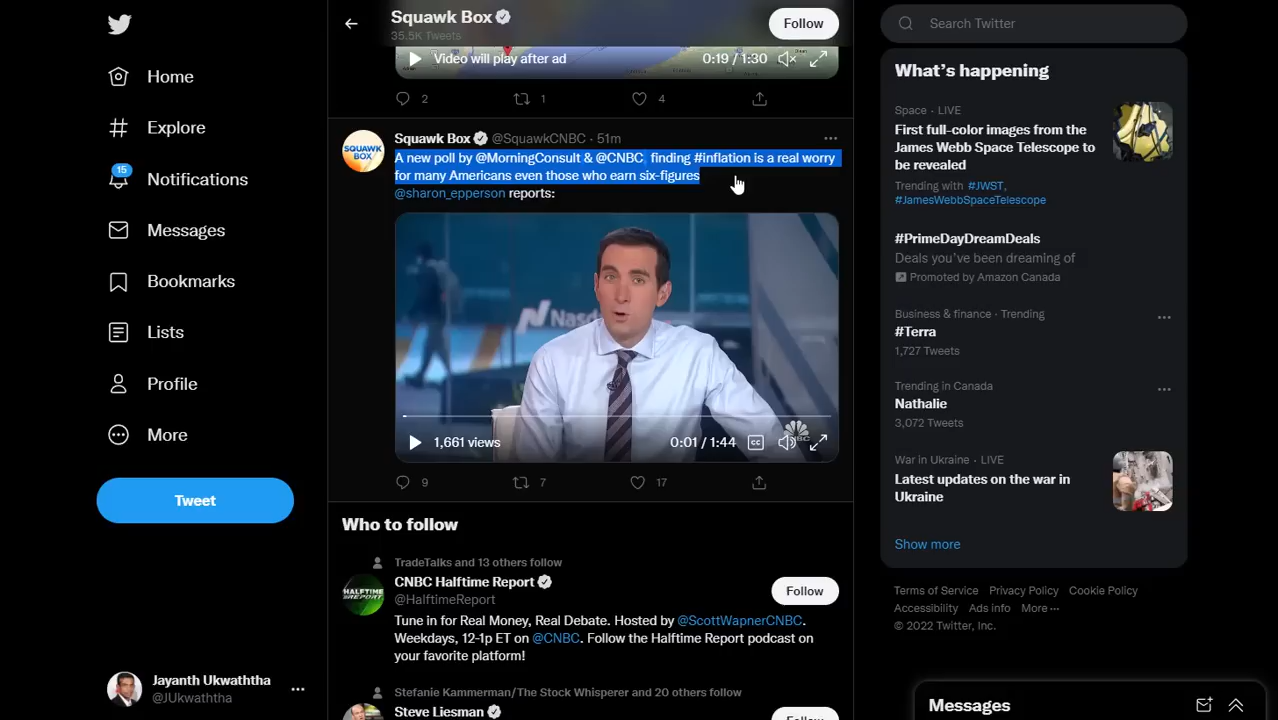 Home
Explore
15
Notifications
Messages
Bookmarks
Lists
Profile
More
Tweet
Jayanth Ukwaththa
@JUkwaththa
Squawk Box
35.5K Tweets
Follow
Video will play after ad
0:19 / 1:30
2
1
4
Squawk Box @SquawkCNBC · 51m
A new poll by @MorningConsult & @CNBC, finding #inflation is a real worry
for many Americans even those who earn six-figures
@sharon_epperson reports:
SQUAWK
BOX
Nasd
1,661 views
0:01 / 1:44
CC
9
7
17
Who to follow
TradeTalks and 13 others follow
CNBC Halftime Report
@HalftimeReport
Follow
HALFTIME
REPORT
Tune in for Real Money, Real Debate. Hosted by @ScottWapnerCNBC.
Weekdays, 12-1p ET on @CNBC. Follow the Halftime Report podcast on
your favorite platform!
Stefanie Kammerman/The Stock Whisperer and 20 others follow
Steve Liesman
Follow
Search Twitter
What's happening
Space · LIVE
First full-color images from the
James Webb Space Telescope to
be revealed
Trending with #JWST,
#JamesWebbSpaceTelescope
#PrimeDayDreamDeals
Deals you've been dreaming of
Promoted by Amazon Canada
Business & finance · Trending
#Terra
1,727 Tweets
Trending in Canada
Nathalie
3,072 Tweets
War in Ukraine · LIVE
Latest updates on the war in
Ukraine
Show more
Terms of Service Privacy Policy Cookie Policy
Accessibility Ads info More ···
© 2022 Twitter, Inc.
Messages